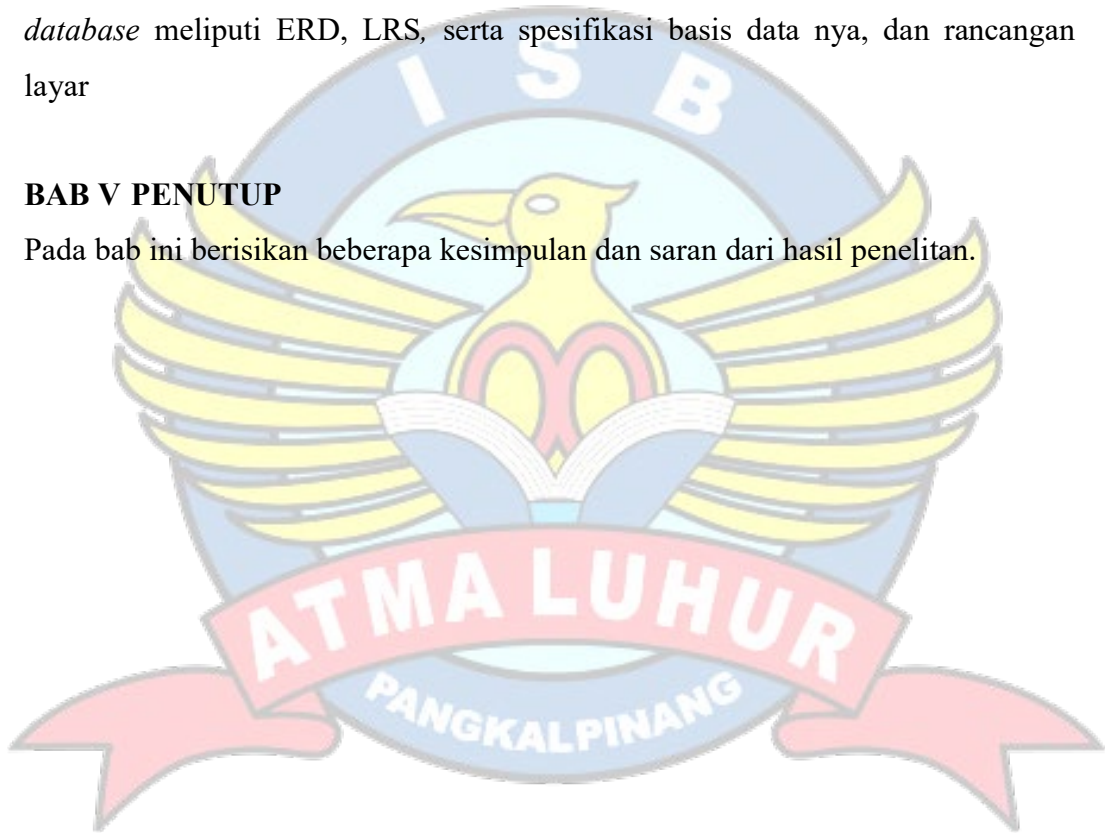 database meliputi ERD, LRS, serta spesifikasi basis data nya, dan rancangan
layar
I S B
BAB V PENUTUP
Pada bab ini berisikan beberapa kesimpulan dan saran dari hasil penelitan.
ATMA LUHUR
PANGKALPINANG